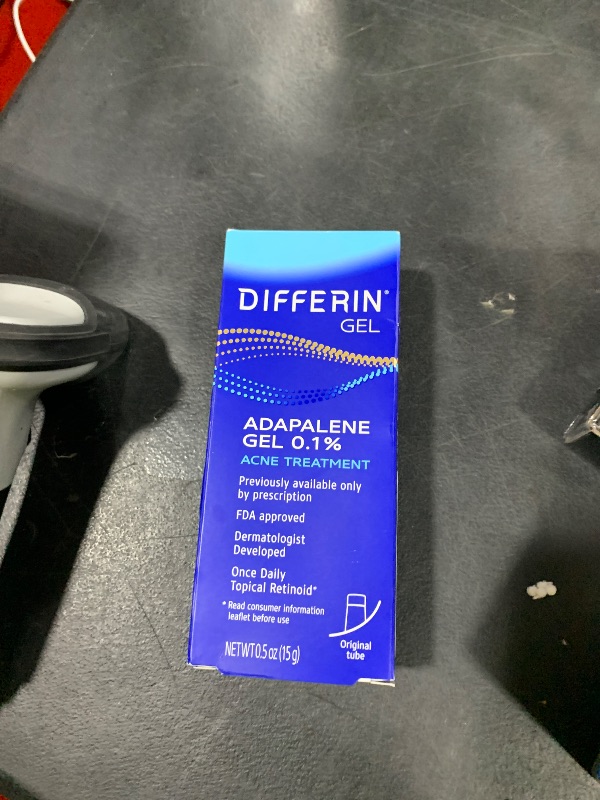 DIFFERIN®
GEL
ADAPALENE
GEL 0.1%
ACNE TREATMENT
Previously available only
by prescription
FDA approved
Dermatologist
Developed
Once Daily
Topical Retinoid*
* Read consumer information
leaflet before use
Original
tube
NET WT 0.5 oz (15 g)